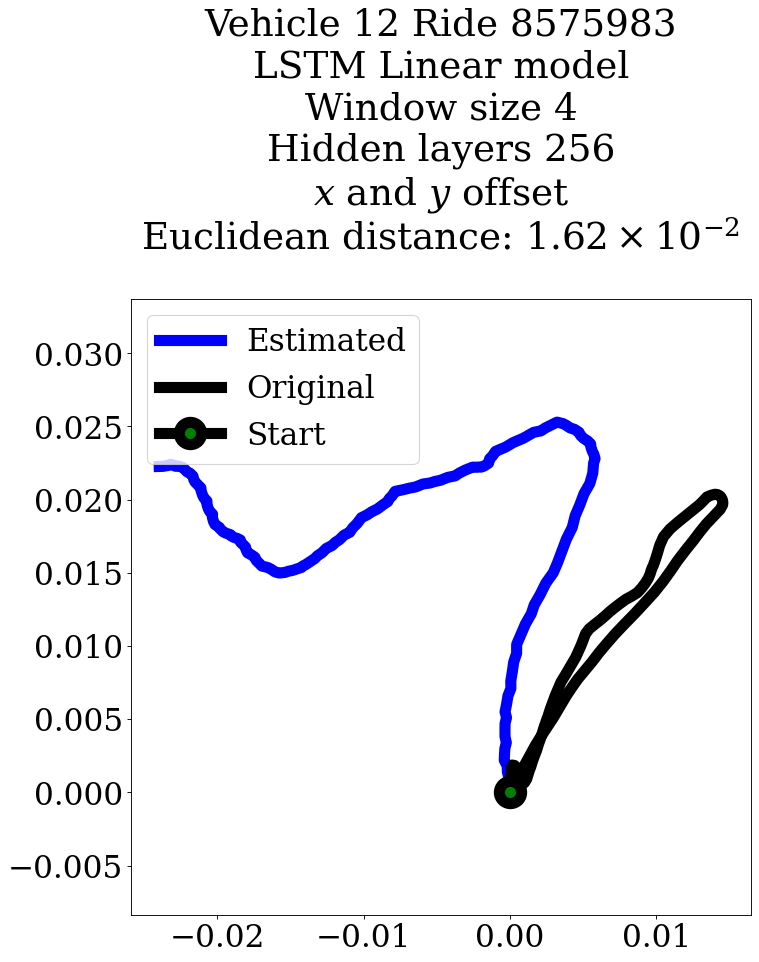 Vehicle 12 Ride 8575983
LSTM Linear model
Window size 4
Hidden layers 256
x and y offset
Euclidean distance: 1.62 × 10⁻²
Estimated
Original
Start
0.030
0.025
0.020
0.015
0.010
0.005
0.000
−0.005
−0.02 −0.01 0.00 0.01